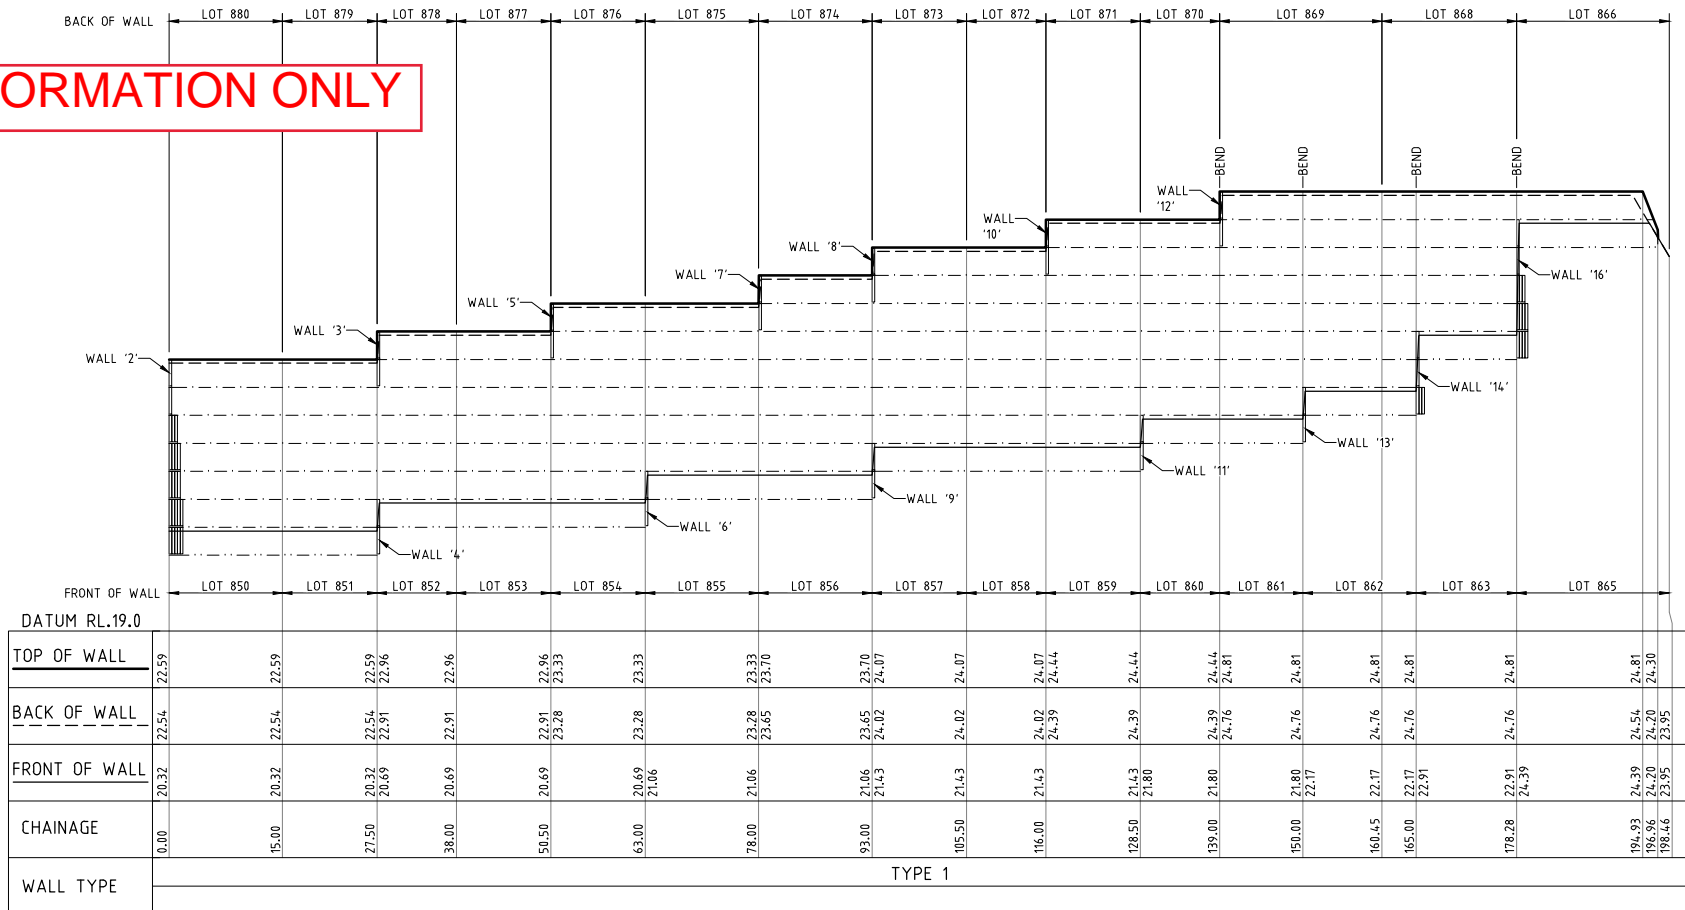 BACK OF WALL LOT 880 LOT 879 LOT 878 LOT 877 LOT 876 LOT 875 LOT 874 LOT 873 LOT 872 LOT 871 LOT 870 LOT 869 LOT 868 LOT 866
ORMATION ONLY
BEND BEND BEND BEND
WALL '12'
WALL '10'
WALL '8'
WALL '7'
WALL '16'
WALL '5'
WALL '3'
WALL '2'
WALL '14'
WALL '13'
WALL '11'
WALL '9'
WALL '6'
WALL '4'
FRONT OF WALL LOT 850 LOT 851 LOT 852 LOT 853 LOT 854 LOT 855 LOT 856 LOT 857 LOT 858 LOT 859 LOT 860 LOT 861 LOT 862 LOT 863 LOT 865
DATUM RL.19.0
TOP OF WALL 22.59 22.59 22.59 22.96 22.96 22.96 23.33 23.33 23.33 23.70 23.70 24.07 24.07 24.07 24.44 24.44 24.44 24.81 24.81 24.81 24.81 24.81 24.81 24.30
BACK OF WALL 22.54 22.54 22.54 22.91 22.91 22.91 23.28 23.28 23.28 23.65 23.65 24.02 24.02 24.02 24.39 24.39 24.39 24.76 24.76 24.76 24.76 24.76 24.54 24.20 23.95
FRONT OF WALL 20.32 20.32 20.32 20.69 20.69 20.69 20.69 21.06 21.06 21.06 21.43 21.43 21.43 21.43 21.80 21.80 21.80 22.17 22.17 22.17 22.91 22.91 24.39 24.39 24.20 23.95
CHAINAGE 0.00 15.00 27.50 38.00 50.50 63.00 78.00 93.00 105.50 116.00 128.50 139.00 150.00 160.45 165.00 178.28 194.93 196.96 198.46
WALL TYPE TYPE 1